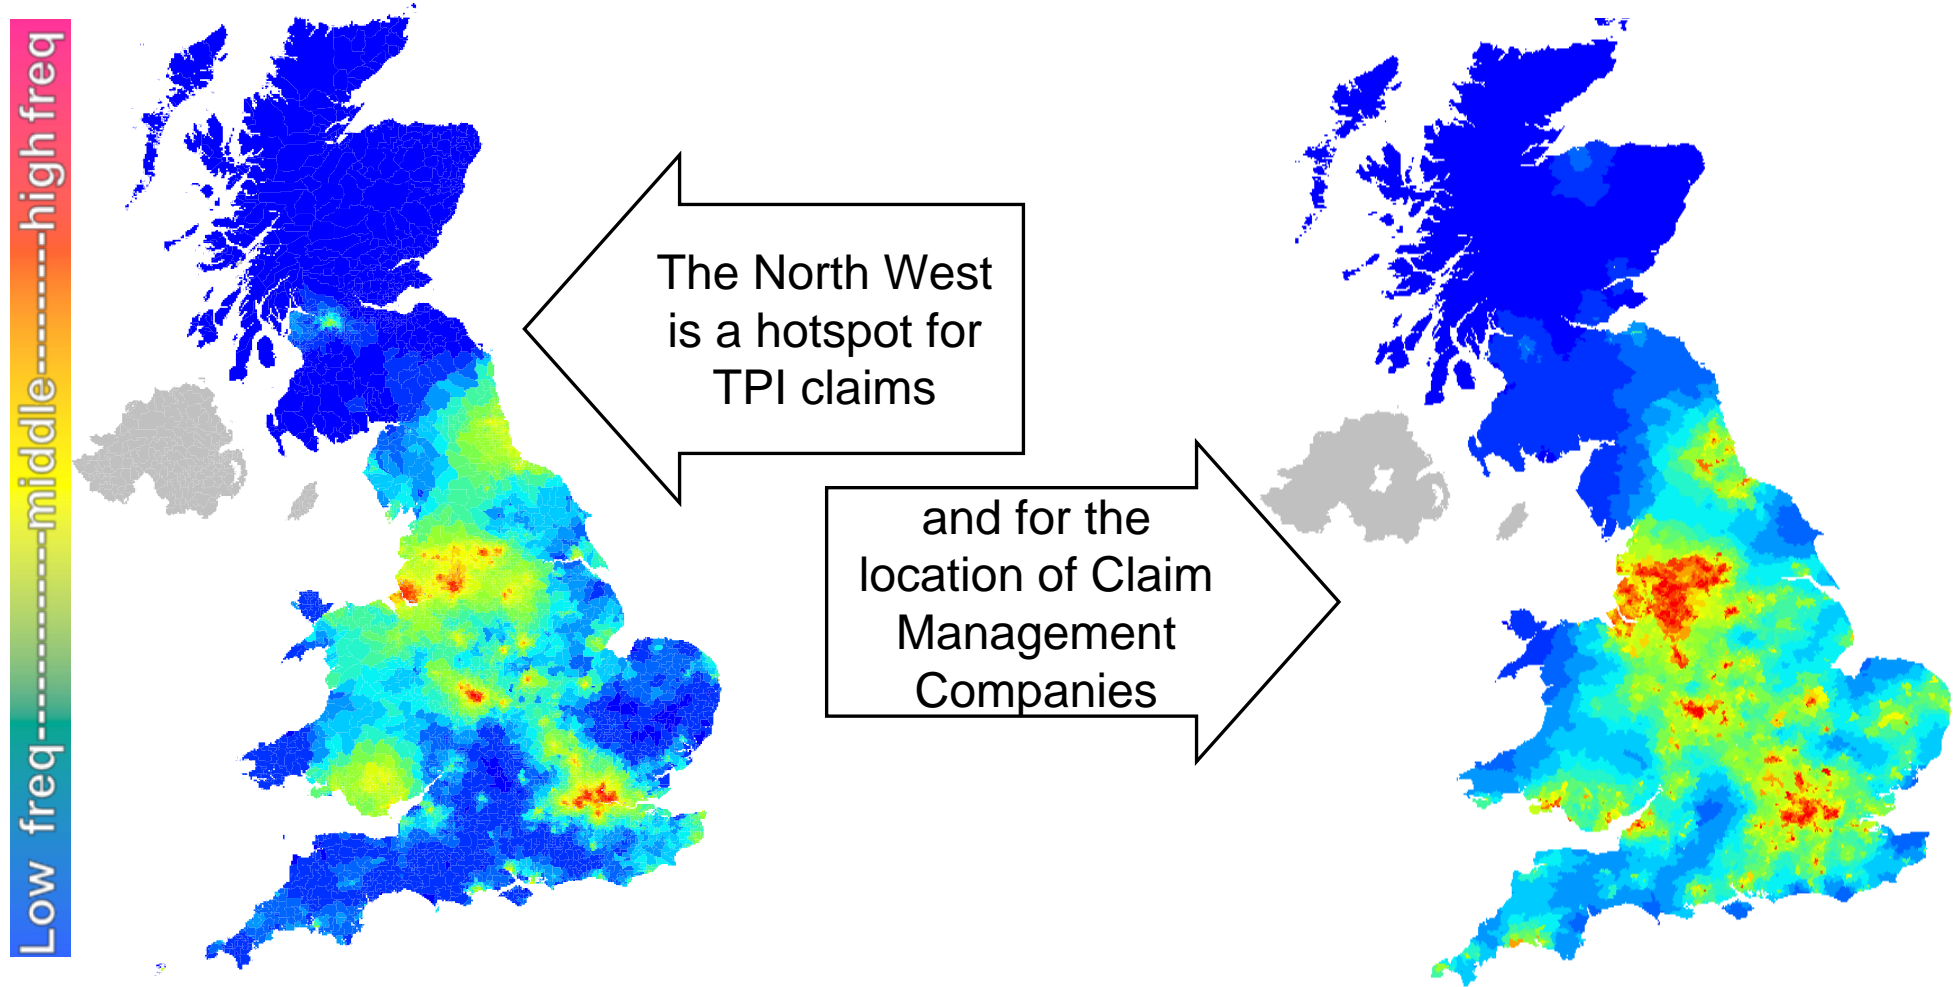 Low freq------------middle---------high freq
The North West
is a hotspot for
TPI claims
and for the
location of Claim
Management
Companies